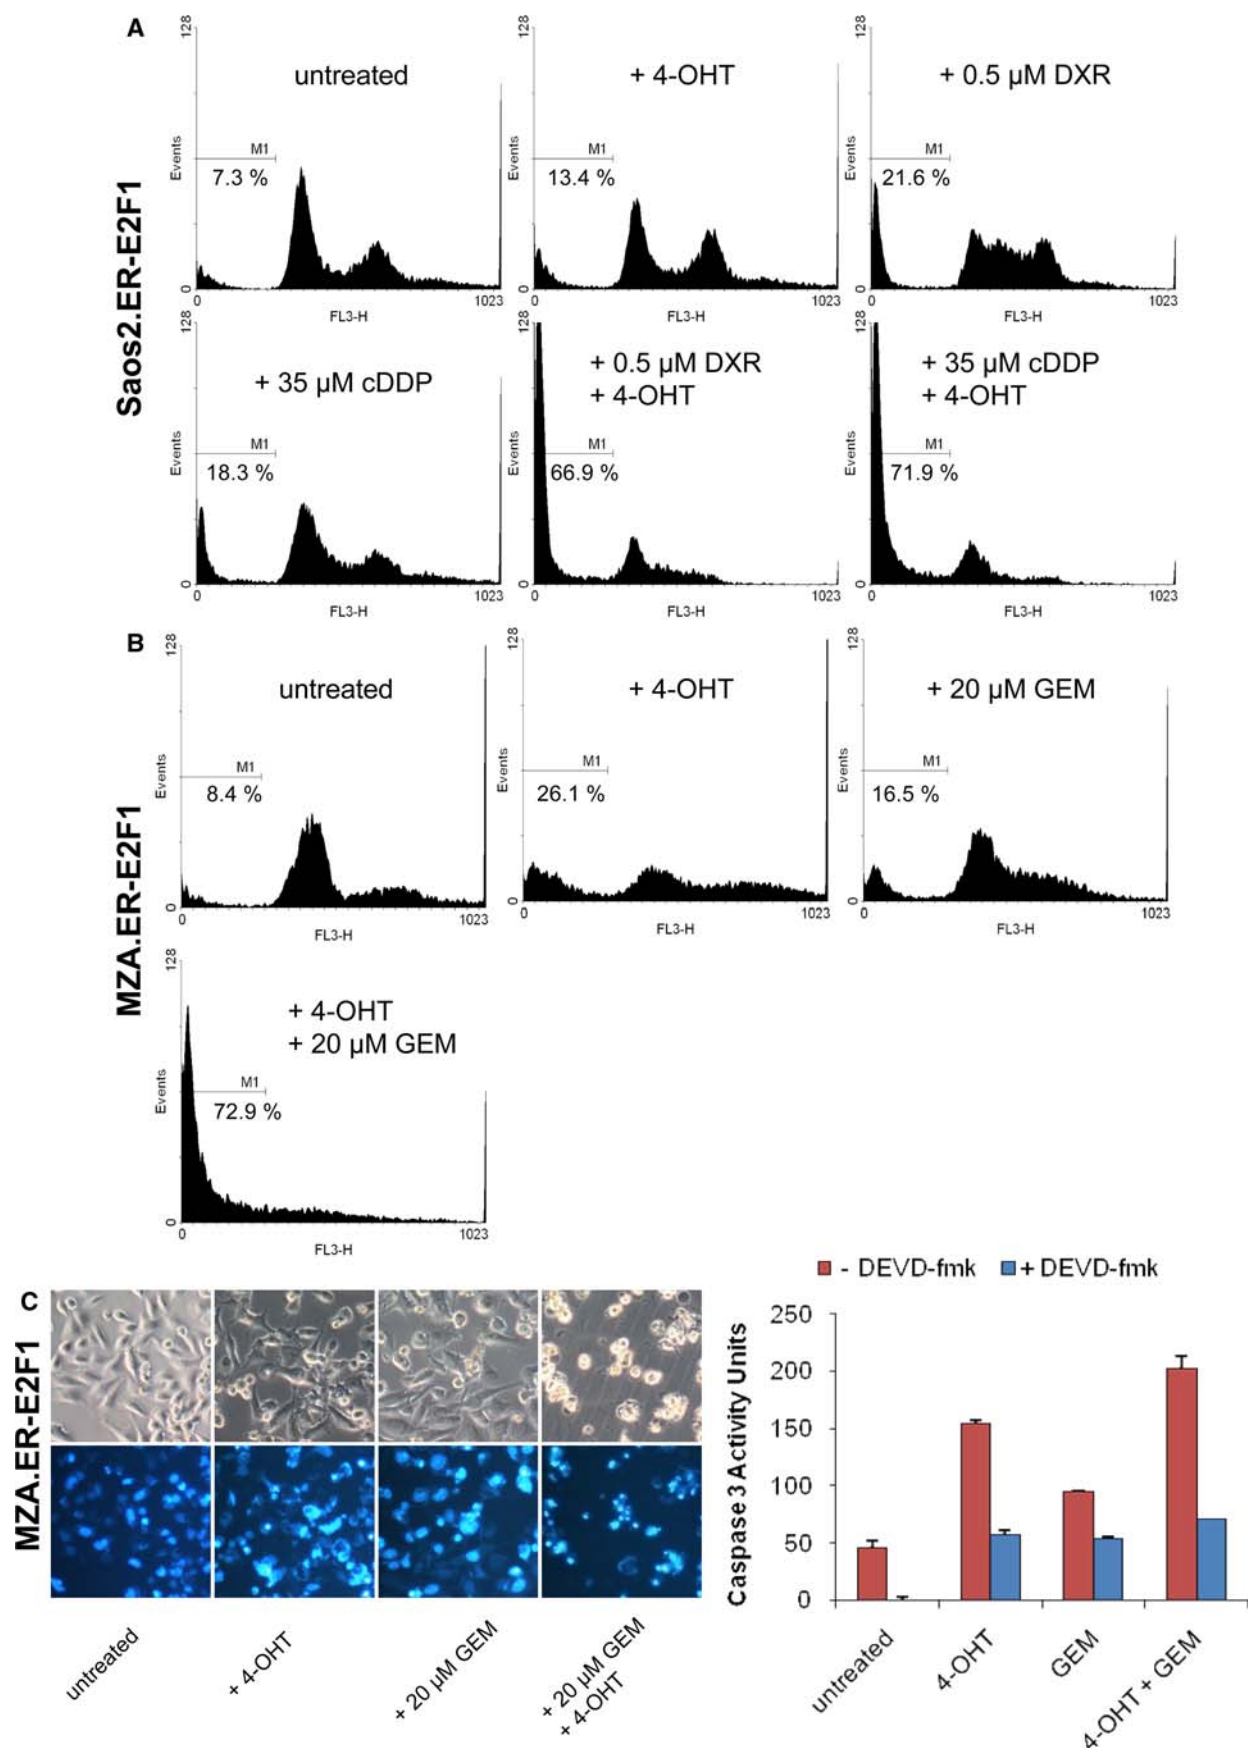 A
Saos2.ER-E2F1
128
Events
0
untreated
M1
7.3 %
0
1023
FL3-H
128
Events
0
+ 4-OHT
M1
13.4 %
0
1023
FL3-H
128
Events
0
+ 0.5 µM DXR
M1
21.6 %
0
1023
FL3-H
128
Events
0
+ 35 µM cDDP
M1
18.3 %
0
1023
FL3-H
128
Events
0
+ 0.5 µM DXR
+ 4-OHT
M1
66.9 %
0
1023
FL3-H
128
Events
0
+ 35 µM cDDP
+ 4-OHT
M1
71.9 %
0
1023
FL3-H
B
MZA.ER-E2F1
128
Events
0
untreated
M1
8.4 %
0
1023
FL3-H
128
Events
0
+ 4-OHT
M1
26.1 %
0
1023
FL3-H
128
Events
0
+ 20 µM GEM
M1
16.5 %
0
1023
FL3-H
128
Events
0
+ 4-OHT
+ 20 µM GEM
M1
72.9 %
0
1023
FL3-H
C
MZA.ER-E2F1
untreated
+ 4-OHT
+ 20 µM GEM
+ 20 µM GEM
+ 4-OHT
- DEVD-fmk
+ DEVD-fmk
Caspase 3 Activity Units
250
200
150
100
50
0
untreated
4-OHT
GEM
4-OHT + GEM